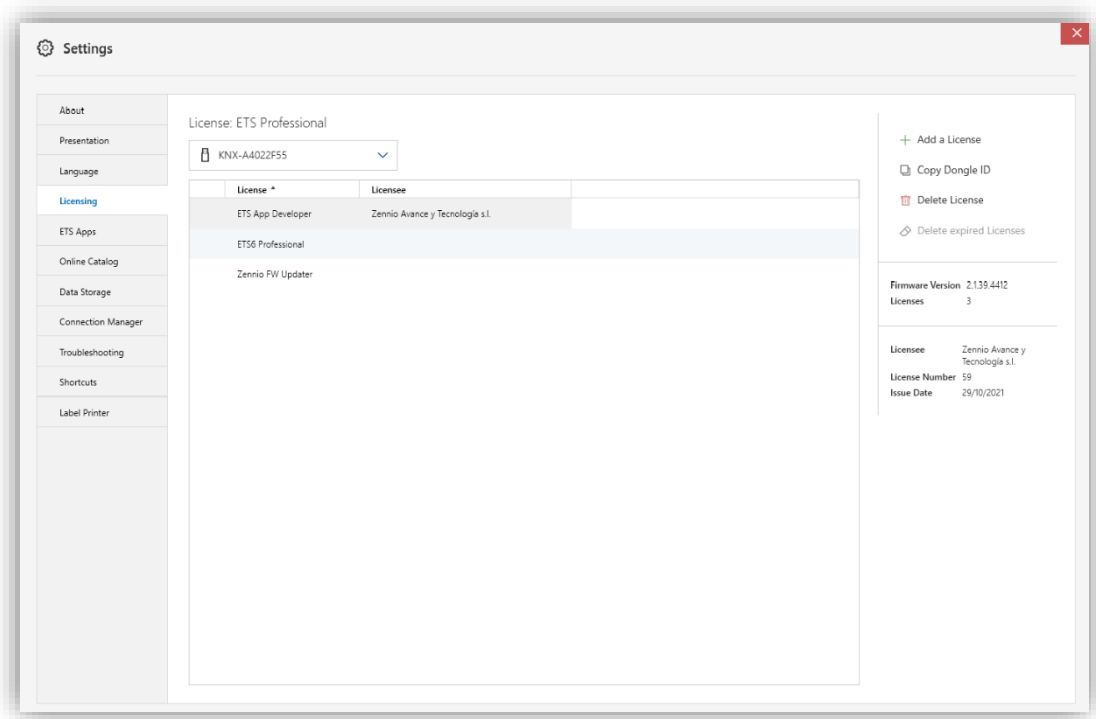 Settings
About
Presentation
Language
Licensing
ETS Apps
Online Catalog
Data Storage
Connection Manager
Troubleshooting
Shortcuts
Label Printer
License: ETS Professional
KNX-A4022F55
License Licensee
ETS App Developer Zennio Avance y Tecnología s.l.
ETS6 Professional
Zennio FW Updater
Add a License
Copy Dongle ID
Delete License
Delete expired Licenses
Firmware Version 2.1.39.4412
Licenses 3
Licensee Zennio Avance y
Tecnología s.l.
License Number 59
Issue Date 29/10/2021